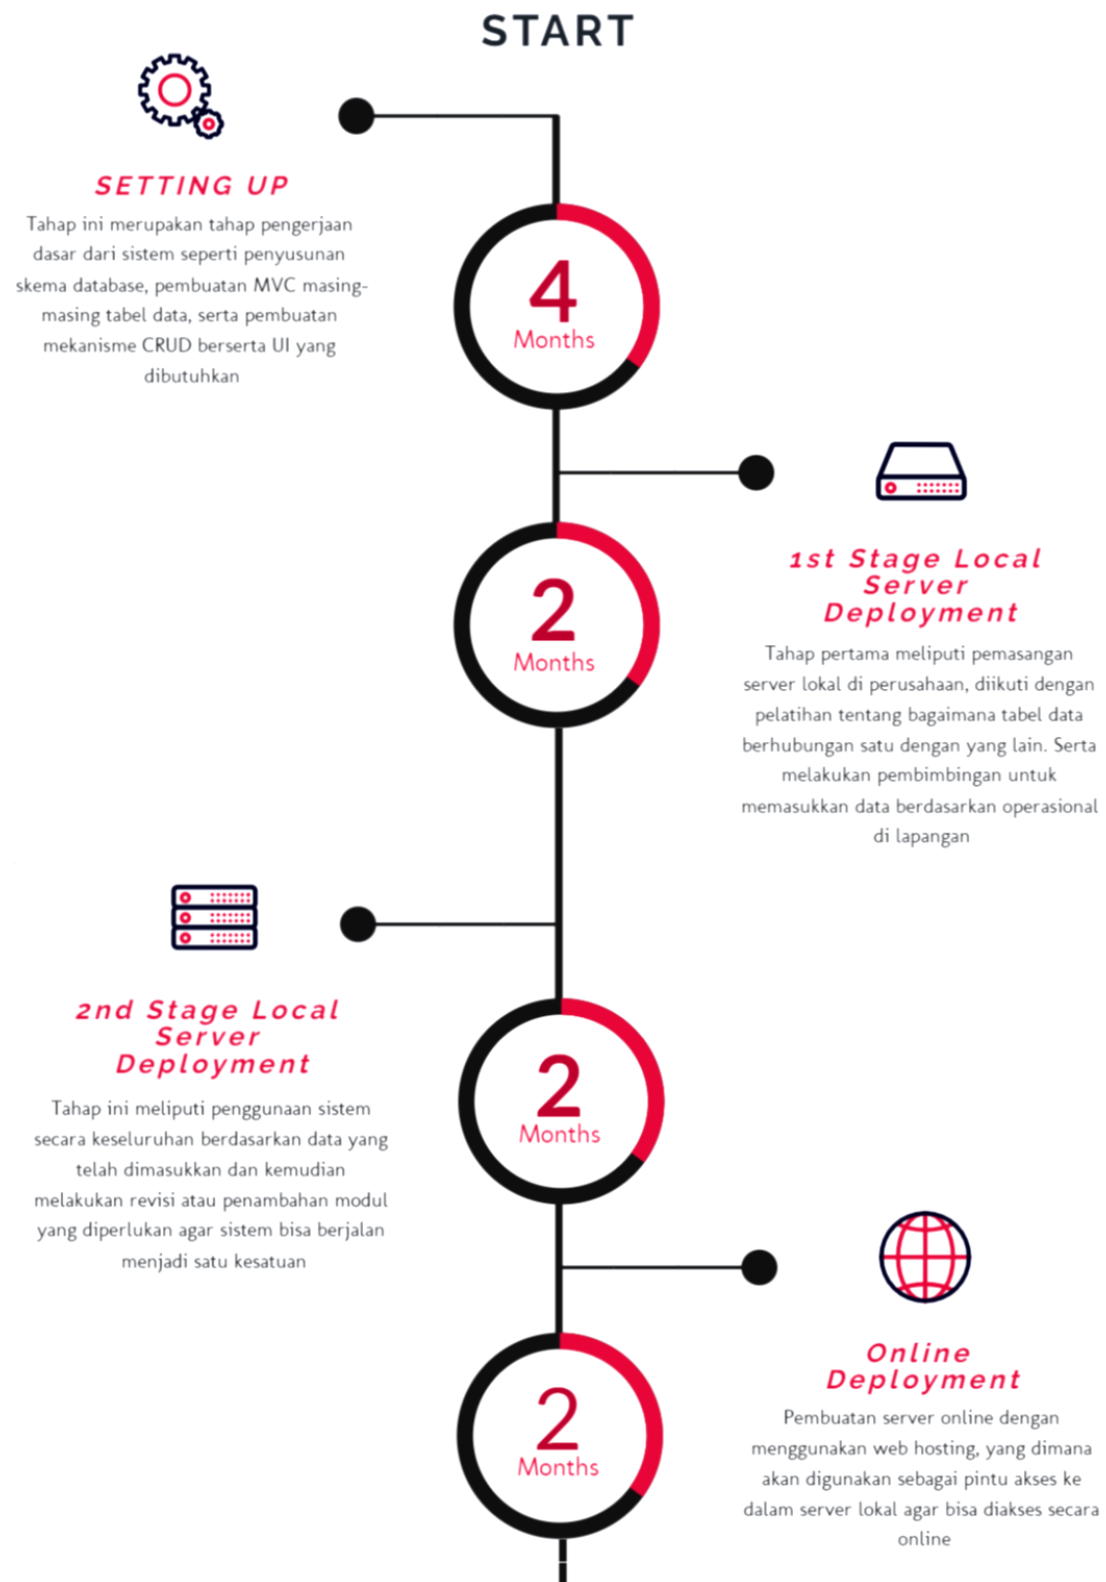 START
SETTING UP
Tahap ini merupakan tahap pengerjaan
dasar dari sistem seperti penyusunan
skema database, pembuatan MVC masing-
masing tabel data, serta pembuatan
mekanisme CRUD berserta UI yang
dibutuhkan
4
Months
1st Stage Local
Server
Deployment
Tahap pertama meliputi pemasangan
server lokal di perusahaan, diikuti dengan
pelatihan tentang bagaimana tabel data
berhubungan satu dengan yang lain. Serta
melakukan pembimbingan untuk
memasukkan data berdasarkan operasional
di lapangan
2
Months
2nd Stage Local
Server
Deployment
Tahap ini meliputi penggunaan sistem
secara keseluruhan berdasarkan data yang
telah dimasukkan dan kemudian
melakukan revisi atau penambahan modul
yang diperlukan agar sistem bisa berjalan
menjadi satu kesatuan
2
Months
Online
Deployment
Pembuatan server online dengan
menggunakan web hosting, yang dimana
akan digunakan sebagai pintu akses ke
dalam server lokal agar bisa diakses secara
online
2
Months